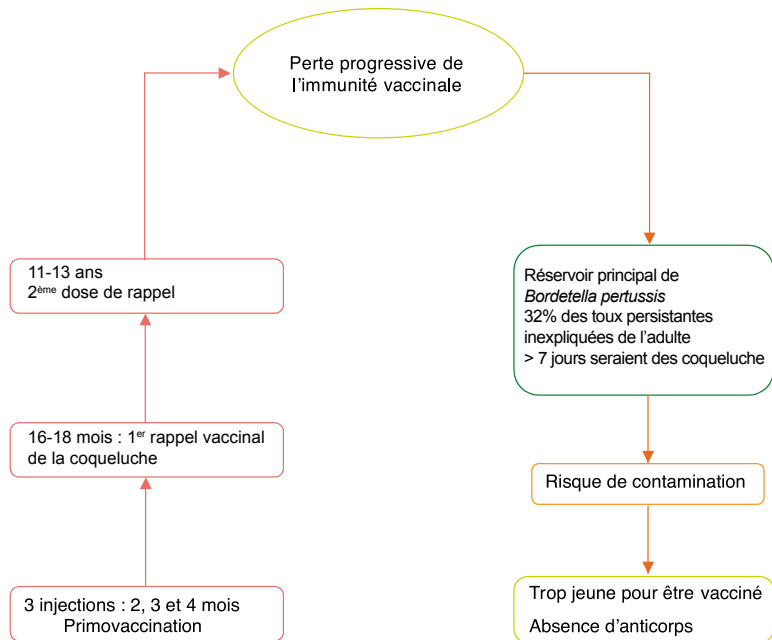 Perte progressive de
l’immunité vaccinale
11-13 ans
2ème dose de rappel
16-18 mois : 1er rappel vaccinal
de la coqueluche
3 injections : 2, 3 et 4 mois
Primovaccination
Réservoir principal de
Bordetella pertussis
32% des toux persistantes
inexpliquées de l’adulte
> 7 jours seraient des coqueluche
Risque de contamination
Trop jeune pour être vacciné
Absence d’anticorps